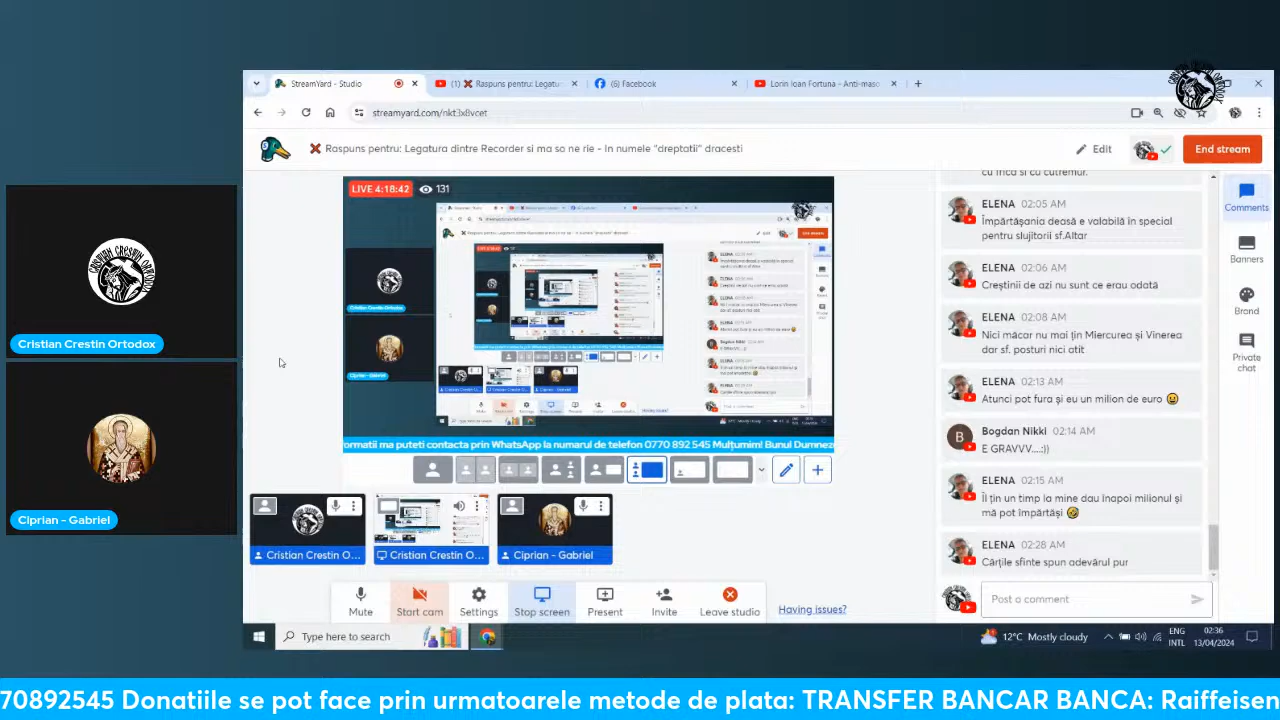 StreamYard - Studio
(1) ❌ Raspuns pentru: Legatu
(6) Facebook
Lorin Ioan Fortuna - Anti-maso
streamyard.com/nkt3x8vcet
❌ Raspuns pentru: Legatura dintre Recorder si ma so ne rie - In numele "dreptatii" dracesti
Edit
End stream
LIVE 4:18:42
131
cu frica si cu cutremur.
ELENA 02:05 AM
Împărtășania deasă e valabilă în special
pentru slujitorii sf.Altar
ELENA 02:06 AM
Creștinii de azi nu sunt ce erau odată
ELENA 02:08 AM
Nici măcar nu mai țin Miercurea și Vinerea
dar sf. posturi nici atit
ELENA 02:13 AM
Atunci pot fura și eu un milion de euro 😀
Bogdan Nikki 02:14 AM
E GRAVVV....:))
ELENA 02:15 AM
Îl țin un timp la mine dau înapoi miiionul și
mă pot împărtăși 🤣
ELENA 02:28 AM
Cărțile sfinte spun adevărul pur
Post a comment
Comments
Banners
Brand
Private
chat
Cristian Crestin Ortodox
Ciprian - Gabriel
CRESTIN ORTODOX
formatii ma puteti contacta prin WhatsApp la numarul de telefon 0770 892 545 Mulțumim! Bunul Dumnez
Cristian Crestin O...
Cristian Crestin O...
Ciprian - Gabriel
Mute
Start cam
Settings
Stop screen
Present
Invite
Leave studio
Having issues?
Type here to search
12°C Mostly cloudy
ENG
INTL
02:36
13/04/2024
70892545 Donatiile se pot face prin urmatoarele metode de plata: TRANSFER BANCAR BANCA: Raiffeisen